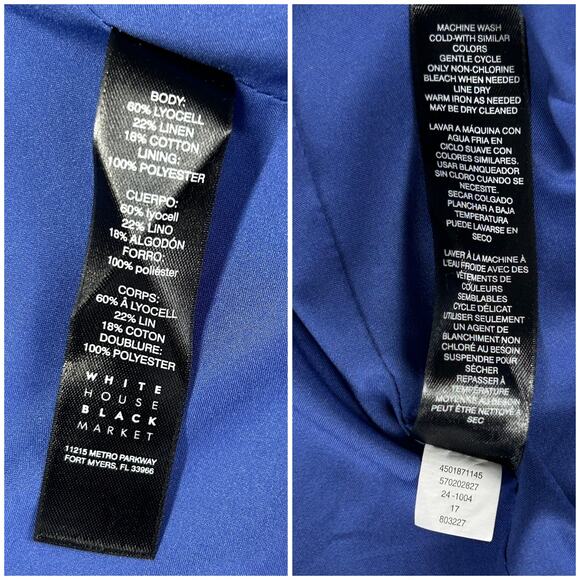 BODY:
60% LYOCELL
22% LINEN
18% COTTON
LINING:
100% POLYESTER
CUERPO:
60% lyocell
22% LINO
18% ALGODÓN
FORRO:
100% poliéster
CORPS:
60% Á LYOCELL
22% LIN
18% COTON
DOUBLURE:
100% POLYESTER
WHITE
HOUSE
BLACK
MARKET
11215 METRO PARKWAY
FORT MYERS, FL 33966
MACHINE WASH
COLD-WITH SIMILAR
COLORS
GENTLE CYCLE
ONLY NON-CHLORINE
BLEACH WHEN NEEDED
LINE DRY
WARM IRON AS NEEDED
MAY BE DRY CLEANED
LAVAR A MÁQUINA CON
AGUA FRIA EN
CICLO SUAVE CON
COLORES SIMILARES.
USAR BLANQUEADOR
SIN CLORO CUANDO SE
NECESITE.
SECAR COLGADO
PLANCHAR A BAJA
TEMPERATURA
PUEDE LAVARSE EN
SECO
LAVER À LA MACHINE À
L'EAU FROIDE AVEC DES
VÊTEMENTS DE
COULEURS
SEMBLABLES
CYCLE DÉLICAT
UTILISER SEULEMENT
UN AGENT DE
BLANCHIMENT NON
CHLORÉ AU BESOIN
SUSPENDRE POUR
SÉCHER
REPASSER À
TEMPÉRATURE
MOYENNE AU BESOIN
PEUT ÊTRE NETTOYÉ À
SEC
4501871145
570202827
24 -1004
17
803227